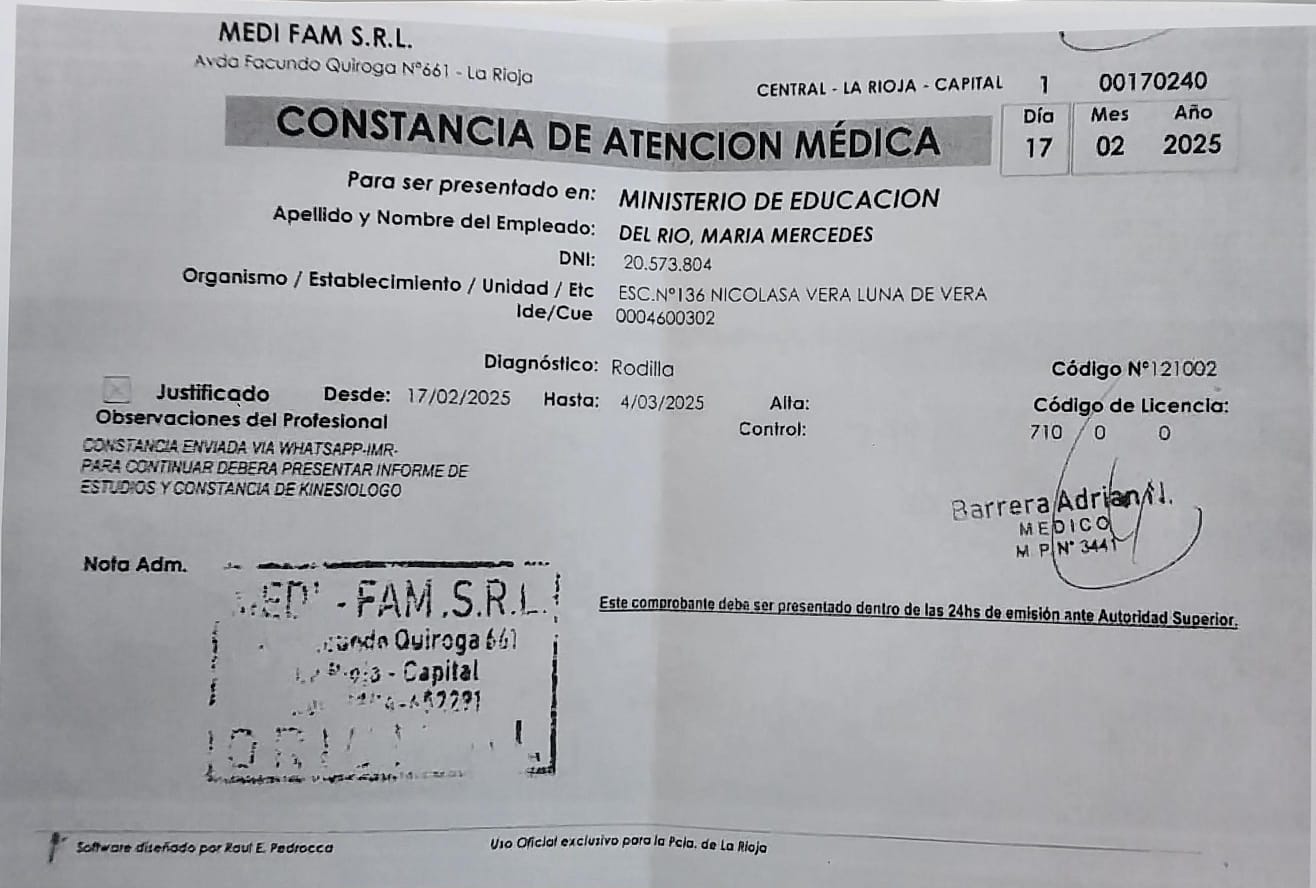 MEDI FAM S.R.L.
Avda Facundo Quiroga Nº661 - La Rioja
CENTRAL - LA RIOJA - CAPITAL 1 00170240
CONSTANCIA DE ATENCION MÉDICA
Día Mes Año
17 02 2025
Para ser presentado en: MINISTERIO DE EDUCACION
Apellido y Nombre del Empleado: DEL RIO, MARIA MERCEDES
DNI: 20.573.804
Organismo / Establecimiento / Unidad / Etc ESC.Nº136 NICOLASA VERA LUNA DE VERA
Ide/Cue 0004600302
Diagnóstico: Rodilla
Código Nº121002
Justificado Desde: 17/02/2025 Hasta: 4/03/2025 Alta:
Código de Licencia:
Observaciones del Profesional
Control:
710 0 0
CONSTANCIA ENVIADA VIA WHATSAPP-IMR-
PARA CONTINUAR DEBERA PRESENTAR INFORME DE
ESTUDIOS Y CONSTANCIA DE KINESIOLOGO
Barrera Adrian
MEDICO
M P Nº 3441
Nota Adm.
MEDI - FAM.S.R.L.
Quiroga 661
- Capital
Este comprobante debe ser presentado dentro de las 24hs de emisión ante Autoridad Superior.
Software diseñado por Raul E. Pedrocca
Uso Oficial exclusivo para la Pcia. de La Rioja